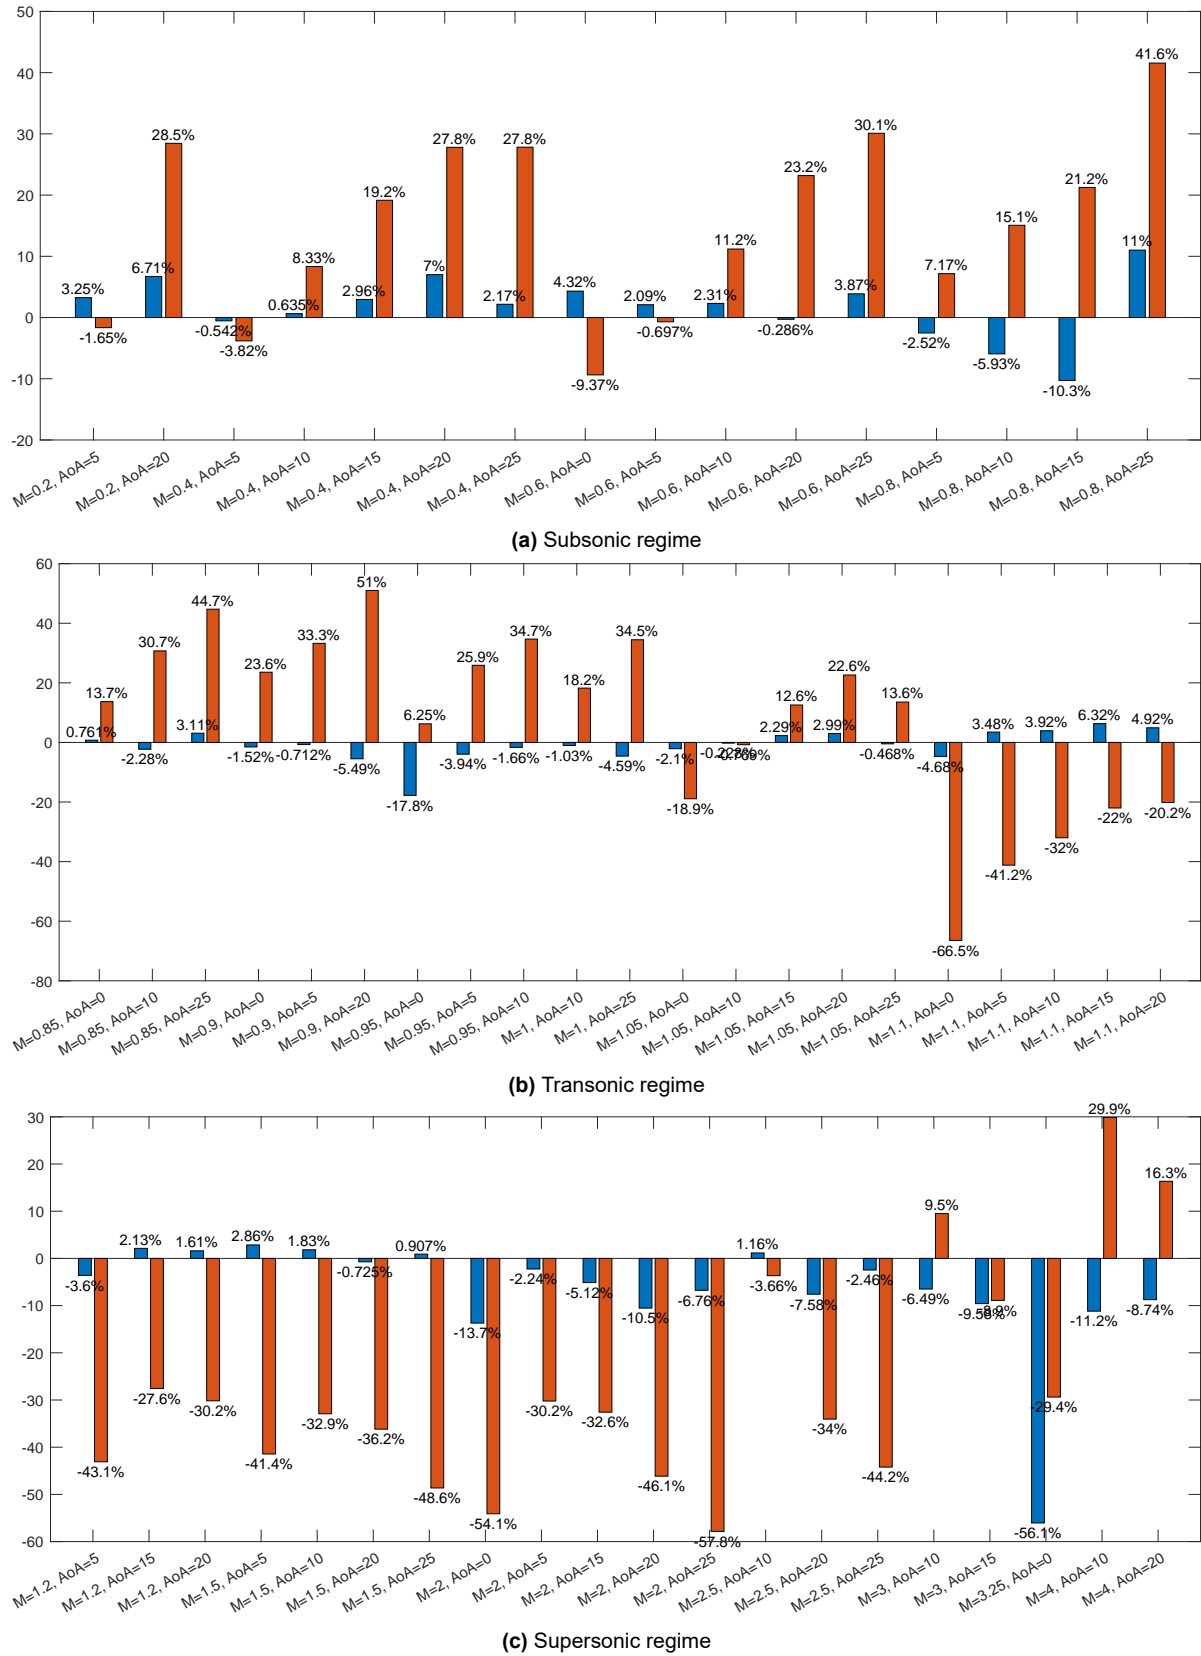 50
40
30
20
10
0
-10
-20
3.25%
-1.65%
6.71%
28.5%
-0.542%
-3.82%
0.635%
8.33%
2.96%
19.2%
7%
27.8%
2.17%
27.8%
4.32%
-9.37%
2.09%
-0.697%
2.31%
11.2%
-0.286%
23.2%
3.87%
30.1%
-2.52%
7.17%
-5.93%
15.1%
-10.3%
21.2%
11%
41.6%
M=0.2, AoA=5
M=0.2, AoA=20
M=0.4, AoA=5
M=0.4, AoA=10
M=0.4, AoA=15
M=0.4, AoA=20
M=0.4, AoA=25
M=0.6, AoA=0
M=0.6, AoA=5
M=0.6, AoA=10
M=0.6, AoA=20
M=0.6, AoA=25
M=0.8, AoA=5
M=0.8, AoA=10
M=0.8, AoA=15
M=0.8, AoA=25
(a) Subsonic regime
60
40
20
0
-20
-40
-60
-80
0.761%
13.7%
-2.28%
30.7%
3.11%
44.7%
-1.52%
23.6%
-0.712%
33.3%
-5.49%
51%
-17.8%
6.25%
-3.94%
25.9%
-1.66%
34.7%
-1.03%
18.2%
-4.59%
34.5%
-2.1%
-18.9%
-0.228%
-0.769%
2.29%
12.6%
2.99%
22.6%
-0.468%
13.6%
-4.68%
-66.5%
3.48%
-41.2%
3.92%
-32%
6.32%
-22%
4.92%
-20.2%
M=0.85, AoA=0
M=0.85, AoA=10
M=0.85, AoA=25
M=0.9, AoA=0
M=0.9, AoA=5
M=0.9, AoA=20
M=0.95, AoA=0
M=0.95, AoA=5
M=0.95, AoA=10
M=1, AoA=10
M=1, AoA=25
M=1.05, AoA=0
M=1.05, AoA=10
M=1.05, AoA=15
M=1.05, AoA=20
M=1.05, AoA=25
M=1.1, AoA=0
M=1.1, AoA=5
M=1.1, AoA=10
M=1.1, AoA=15
M=1.1, AoA=20
(b) Transonic regime
30
20
10
0
-10
-20
-30
-40
-50
-60
-3.6%
-43.1%
2.13%
-27.6%
1.61%
-30.2%
2.86%
-41.4%
1.83%
-32.9%
-0.725%
-36.2%
0.907%
-48.6%
-13.7%
-54.1%
-2.24%
-30.2%
-5.12%
-32.6%
-10.5%
-46.1%
-6.76%
-57.8%
1.16%
-3.66%
-7.58%
-34%
-2.46%
-44.2%
-6.49%
9.5%
-9.58%
-8.9%
-56.1%
-29.4%
-11.2%
29.9%
-8.74%
16.3%
M=1.2, AoA=5
M=1.2, AoA=15
M=1.2, AoA=20
M=1.5, AoA=5
M=1.5, AoA=10
M=1.5, AoA=20
M=1.5, AoA=25
M=2, AoA=0
M=2, AoA=5
M=2, AoA=15
M=2, AoA=20
M=2, AoA=25
M=2.5, AoA=10
M=2.5, AoA=20
M=2.5, AoA=25
M=3, AoA=10
M=3, AoA=15
M=3.25, AoA=0
M=4, AoA=10
M=4, AoA=20
(c) Supersonic regime